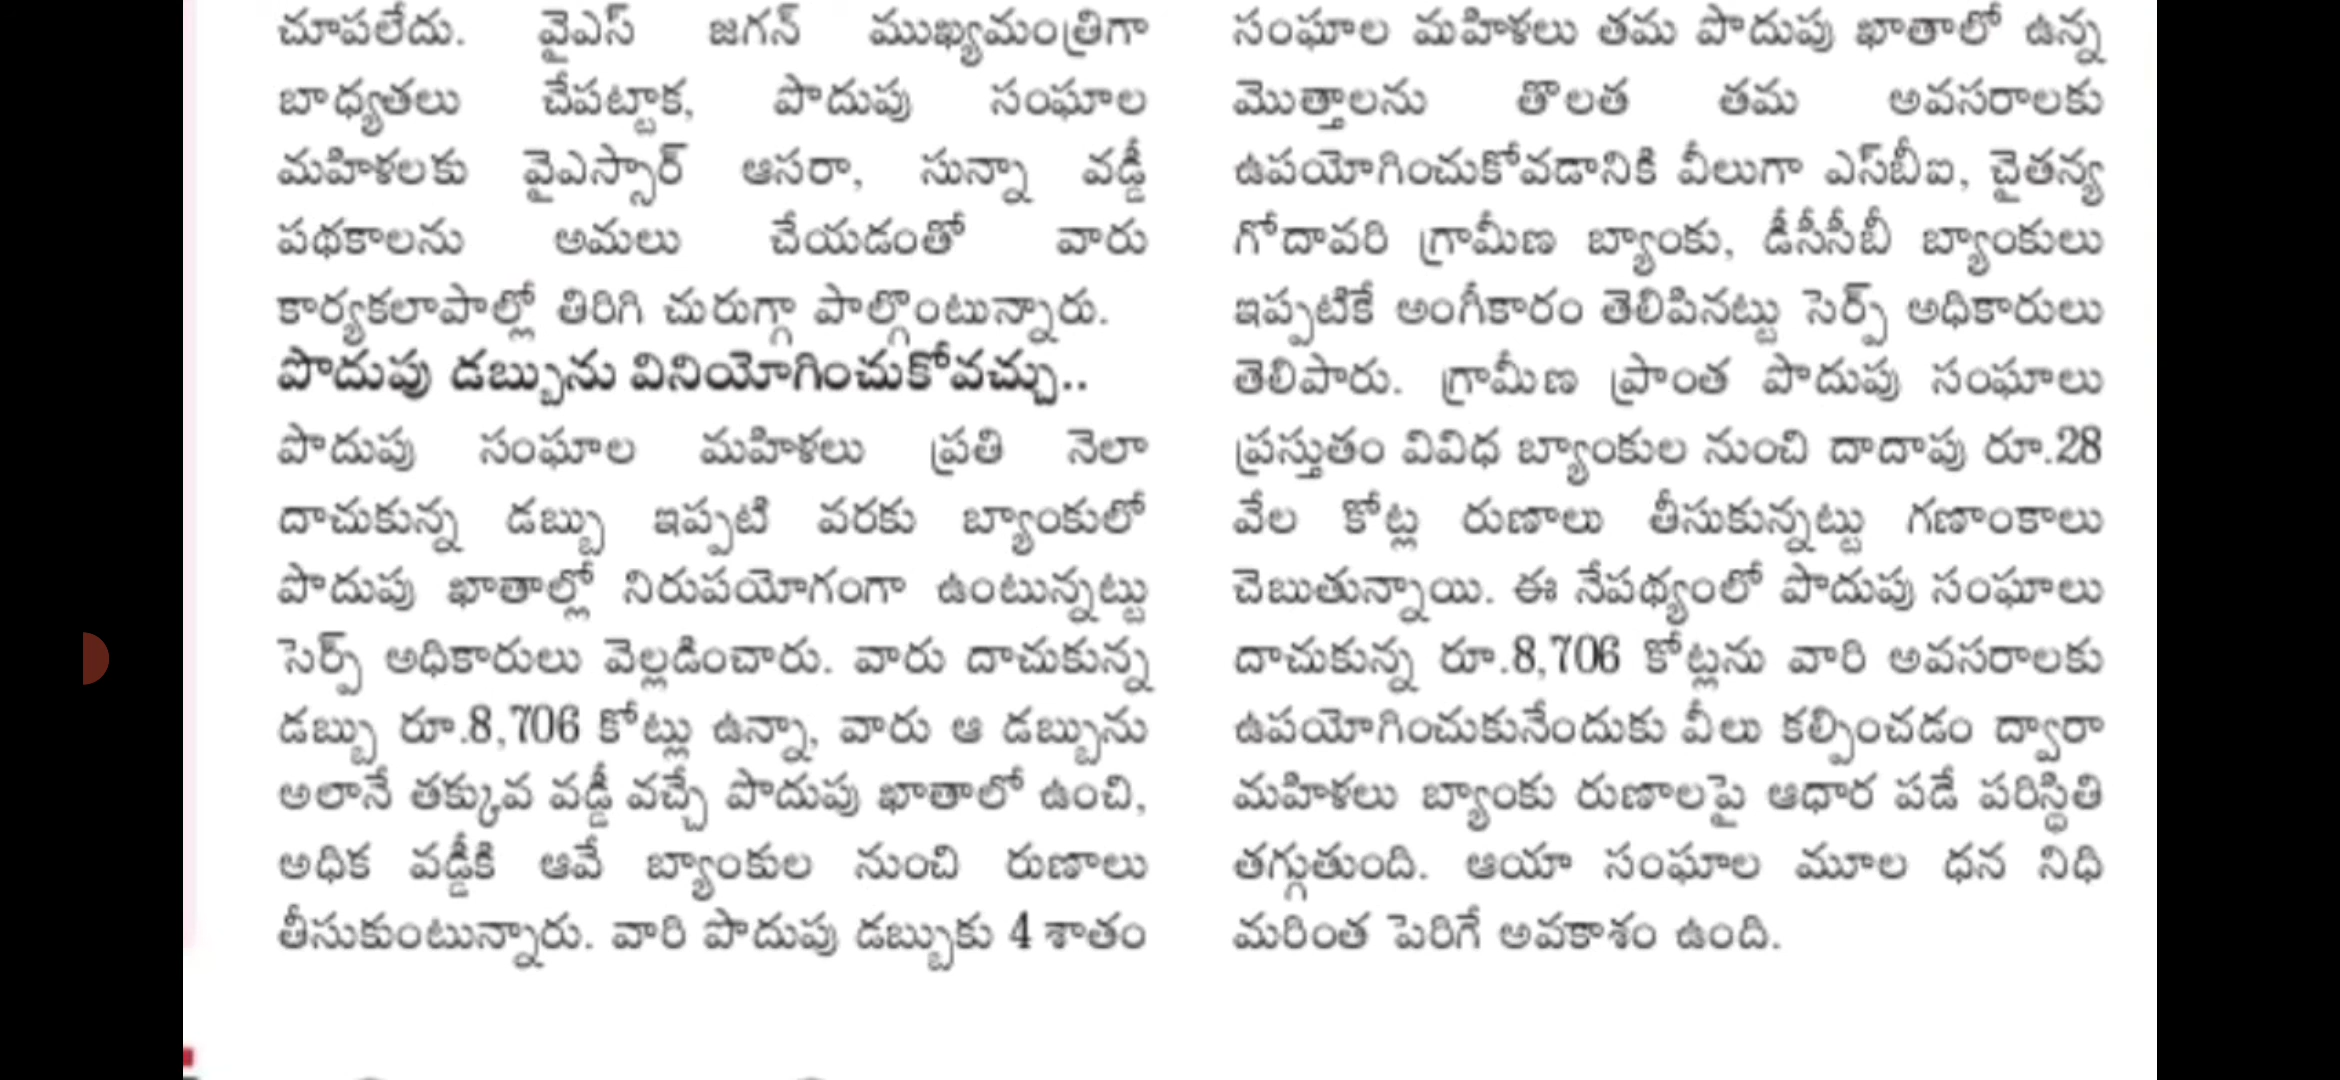 చూపలేదు. వైఎస్ జగన్ ముఖ్యమంత్రిగా
బాధ్యతలు చేపట్టాక, పొదుపు సంఘాల
మహిళలకు వైఎస్సార్ ఆసరా, సున్నా వడ్డీ
పథకాలను అమలు చేయడంతో వారు
కార్యకలాపాల్లో తిరిగి చురుగ్గా పాల్గొంటున్నారు.
పొదుపు డబ్బును వినియోగించుకోవచ్చు..
పొదుపు సంఘాల మహిళలు ప్రతి నెలా
దాచుకున్న డబ్బు ఇప్పటి వరకు బ్యాంకులో
పొదుపు ఖాతాల్లో నిరుపయోగంగా ఉంటున్నట్టు
సెర్ప్ అధికారులు వెల్లడించారు. వారు దాచుకున్న
డబ్బు రూ.8,706 కోట్లు ఉన్నా, వారు ఆ డబ్బును
అలానే తక్కువ వడ్డీ వచ్చే పొదుపు ఖాతాలో ఉంచి,
అధిక వడ్డీకి ఆవే బ్యాంకుల నుంచి రుణాలు
తీసుకుంటున్నారు. వారి పొదుపు డబ్బుకు 4 శాతం
సంఘాల మహిళలు తమ పొదుపు ఖాతాలో ఉన్న
మొత్తాలను తొలత తమ అవసరాలకు
ఉపయోగించుకోవడానికి వీలుగా ఎస్‌బీఐ, చైతన్య
గోదావరి గ్రామీణ బ్యాంకు, డీసీసీబీ బ్యాంకులు
ఇప్పటికే అంగీకారం తెలిపినట్టు సెర్ప్ అధికారులు
తెలిపారు. గ్రామీణ ప్రాంత పొదుపు సంఘాలు
ప్రస్తుతం వివిధ బ్యాంకుల నుంచి దాదాపు రూ.28
వేల కోట్ల రుణాలు తీసుకున్నట్టు గణాంకాలు
చెబుతున్నాయి. ఈ నేపథ్యంలో పొదుపు సంఘాలు
దాచుకున్న రూ.8,706 కోట్లను వారి అవసరాలకు
ఉపయోగించుకునేందుకు వీలు కల్పించడం ద్వారా
మహిళలు బ్యాంకు రుణాలపై ఆధార పడే పరిస్థితి
తగ్గుతుంది. ఆయా సంఘాల మూల ధన నిధి
మరింత పెరిగే అవకాశం ఉంది.